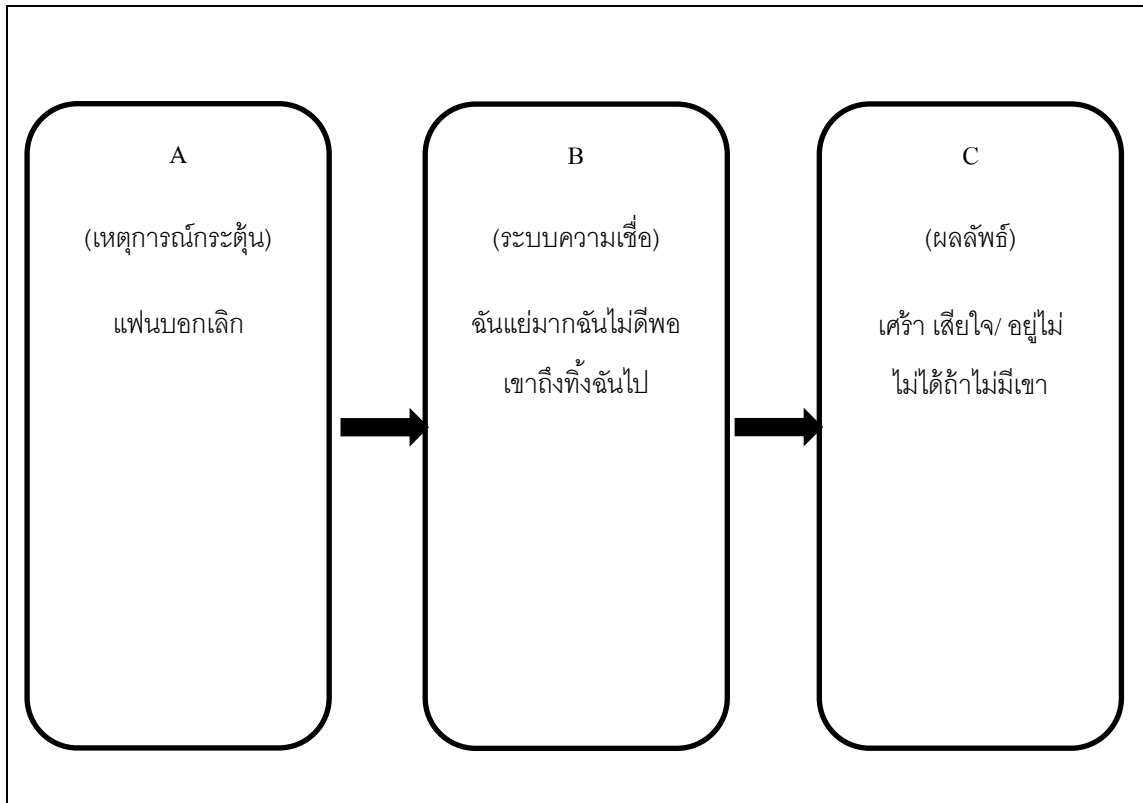 A
(เหตุการณ์กระตุ้น)
แฟนบอกเลิก
B
(ระบบความเชื่อ)
ฉันแย่มากฉันไม่ดีพอ
เขาถึงทิ้งฉันไป
C
(ผลลัพธ์)
เศร้า เสียใจ/ อยู่ไม่
ไม่ได้ถ้าไม่มีเขา